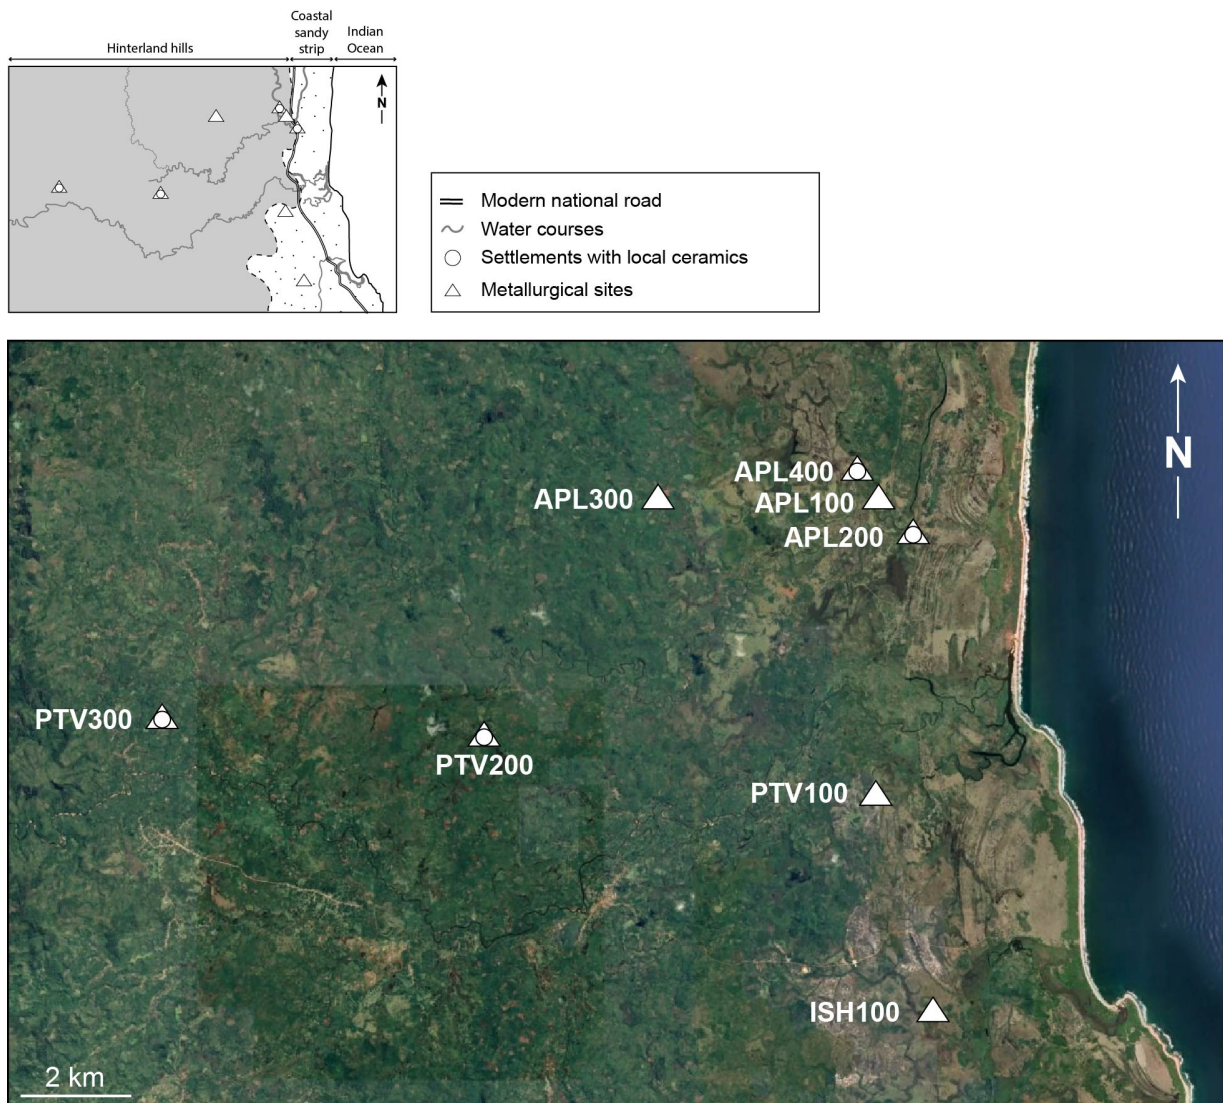 Coastal
sandy
strip
Hinterland hills
Indian
Ocean
N
Modern national road
Water courses
Settlements with local ceramics
Metallurgical sites
N
APL400
APL300
APL100
APL200
PTV300
PTV200
PTV100
ISH100
2 km